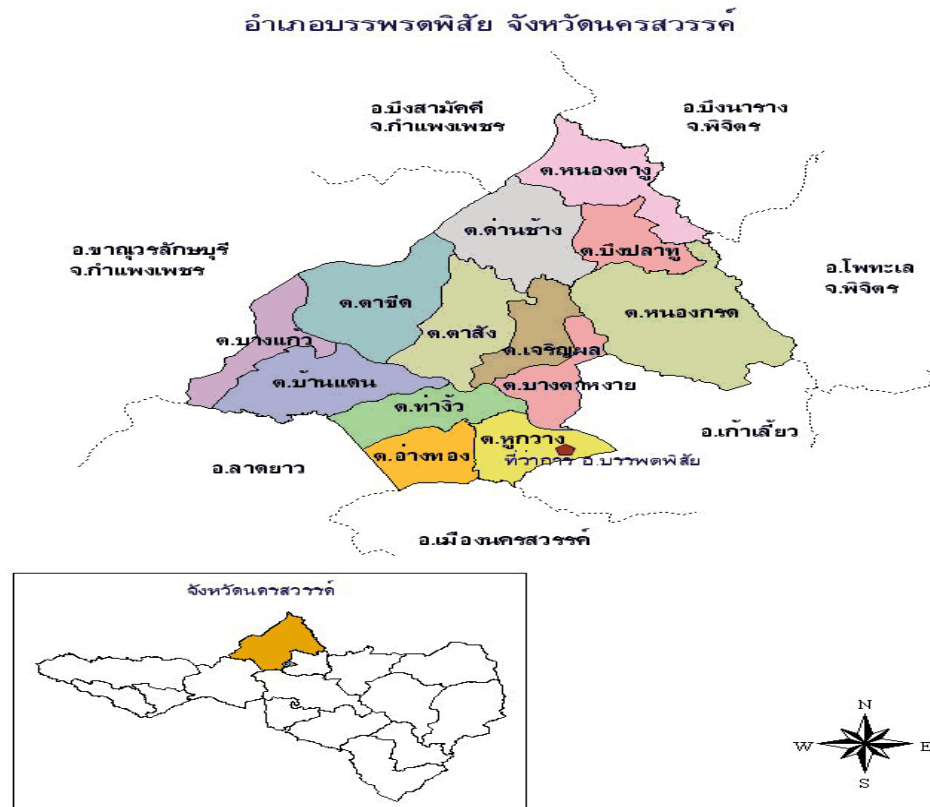 อำเภอบรรพรตพิสัย จังหวัดนครสวรรค์
อ.บึงสามัคคี
จ.กำแพงเพชร
อ.บึงนาราง
จ.พิจิตร
ต.หนองตางู
ต.ด่านช้าง
ต.บึงปลาทู
อ.ขาณุวรลักษบุรี
จ.กำแพงเพชร
อ.โพทะเล
จ.พิจิตร
ต.ตาขีด
ต.หนองกรด
ต.ตาสัง
ต.บางแก้ว
ต.เจริญผล
ต.บ้านแดน
ต.บางตาหงาย
ต.ท่างิ้ว
อ.เก้าเลี้ยว
ต.หูกวาง
ต.อ่างทอง
ที่ว่าการ อ.บรรพตพิสัย
อ.ลาดยาว
อ.เมืองนครสวรรค์
จังหวัดนครสวรรค์
N
W
E
S